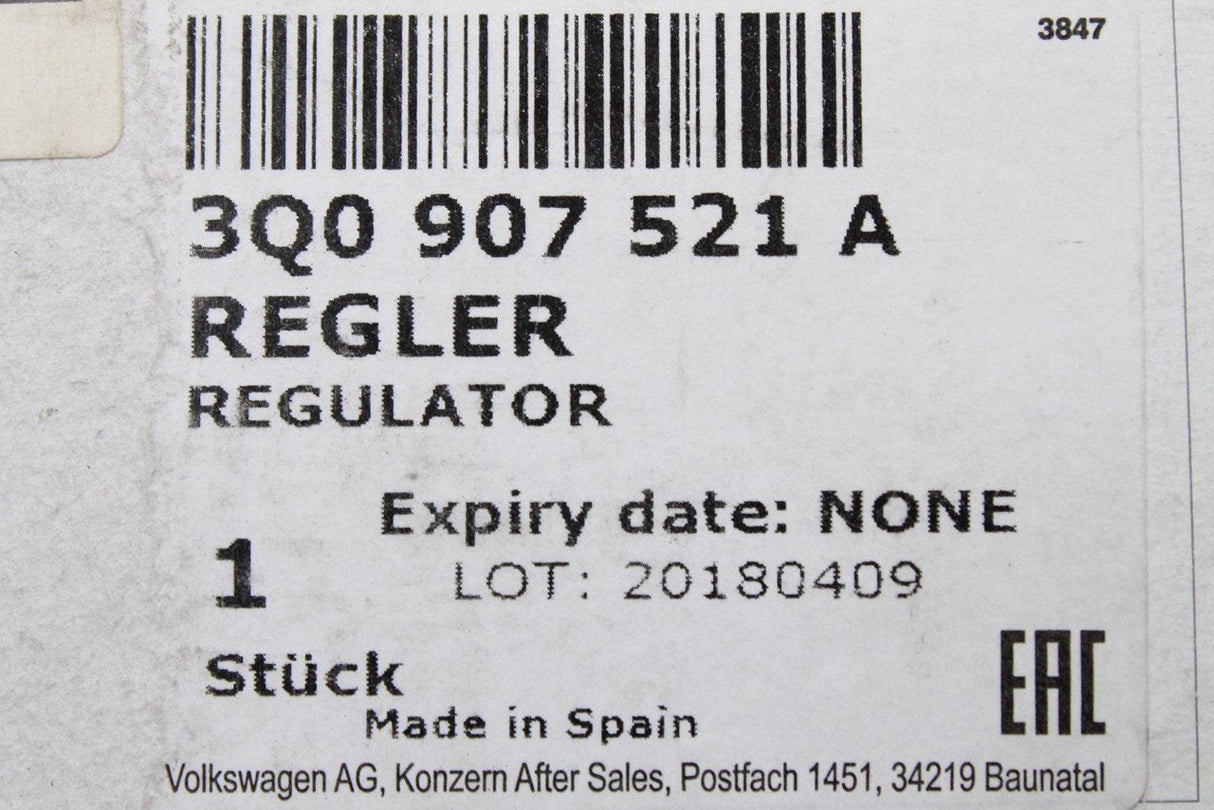 3847
3Q0 907 521 A
REGLER
REGULATOR
Expiry date: NONE
1
LOT: 20180409
Stück
EAC
Made in Spain
Volkswagen AG, Konzern After Sales, Postfach 1451, 34219 Baunatal